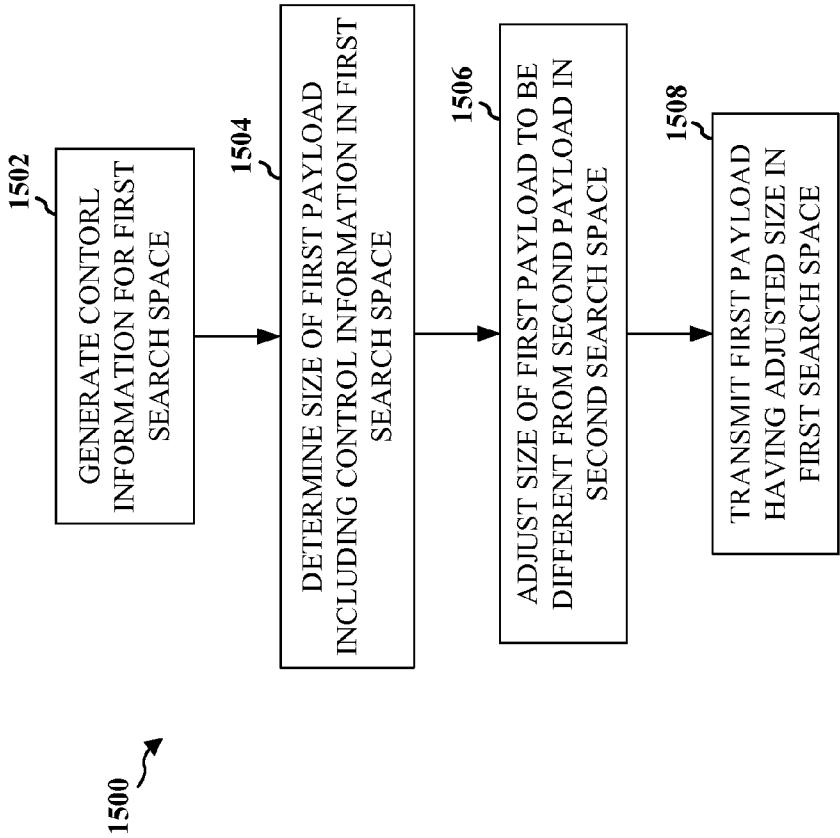 1500
1502
GENERATE CONTORL
INFORMATION FOR FIRST
SEARCH SPACE
1504
DETERMINE SIZE OF FIRST PAYLOAD
INCLUDING CONTROL INFORMATION IN FIRST
SEARCH SPACE
1506
ADJUST SIZE OF FIRST PAYLOAD TO BE
DIFFERENT FROM SECOND PAYLOAD IN
SECOND SEARCH SPACE
1508
TRANSMIT FIRST PAYLOAD
HAVING ADJUSTED SIZE IN
FIRST SEARCH SPACE